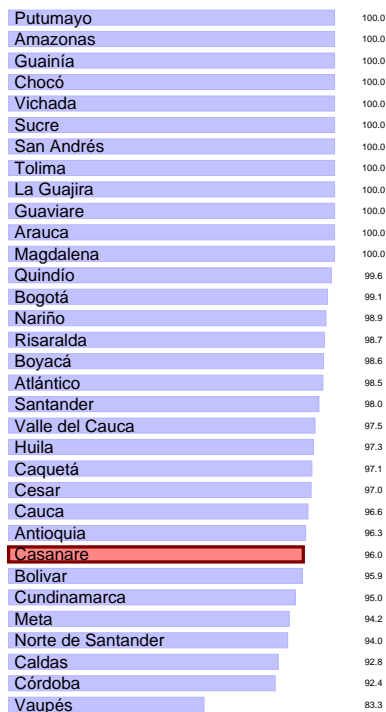 Putumayo 100.0
Amazonas 100.0
Guainía 100.0
Chocó 100.0
Vichada 100.0
Sucre 100.0
San Andrés 100.0
Tolima 100.0
La Guajira 100.0
Guaviare 100.0
Arauca 100.0
Magdalena 100.0
Quindío 99.6
Bogotá 99.1
Nariño 98.9
Risaralda 98.7
Boyacá 98.6
Atlántico 98.5
Santander 98.0
Valle del Cauca 97.5
Huila 97.3
Caquetá 97.1
Cesar 97.0
Cauca 96.6
Antioquia 96.3
Casanare 96.0
Bolivar 95.9
Cundinamarca 95.0
Meta 94.2
Norte de Santander 94.0
Caldas 92.8
Córdoba 92.4
Vaupés 83.3